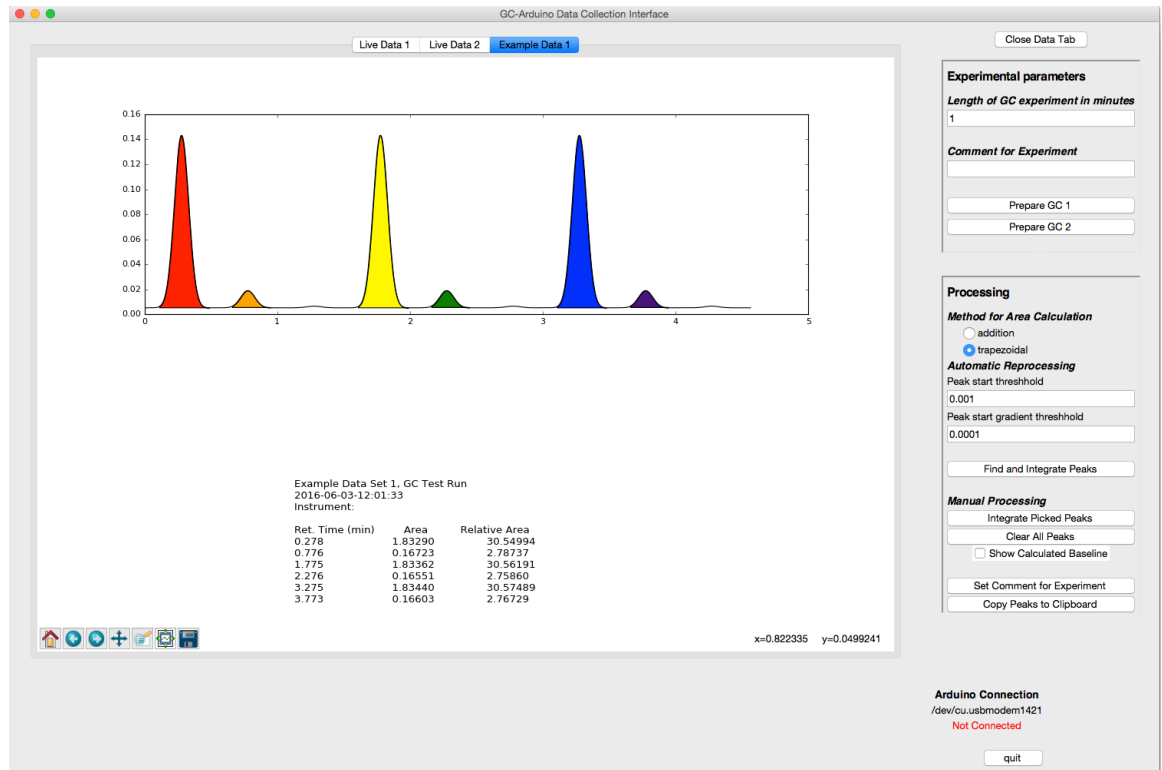 GC-Arduino Data Collection Interface
Live Data 1 Live Data 2 Example Data 1
0.16
0.14
0.12
0.10
0.08
0.06
0.04
0.02
0.00
0 1 2 3 4 5
Example Data Set 1, GC Test Run
2016-06-03-12:01:33
Instrument:
Ret. Time (min) Area Relative Area
0.278 1.83290 30.54994
0.776 0.16723 2.78737
1.775 1.83362 30.56191
2.276 0.16551 2.75860
3.275 1.83440 30.57489
3.773 0.16603 2.76729
x=0.822335 y=0.0499241
Close Data Tab
Experimental parameters
Length of GC experiment in minutes
1
Comment for Experiment
Prepare GC 1
Prepare GC 2
Processing
Method for Area Calculation
addition
trapezoidal
Automatic Reprocessing
Peak start threshhold
0.001
Peak start gradient threshhold
0.0001
Find and Integrate Peaks
Manual Processing
Integrate Picked Peaks
Clear All Peaks
Show Calculated Baseline
Set Comment for Experiment
Copy Peaks to Clipboard
Arduino Connection
/dev/cu.usbmodem1421
Not Connected
quit